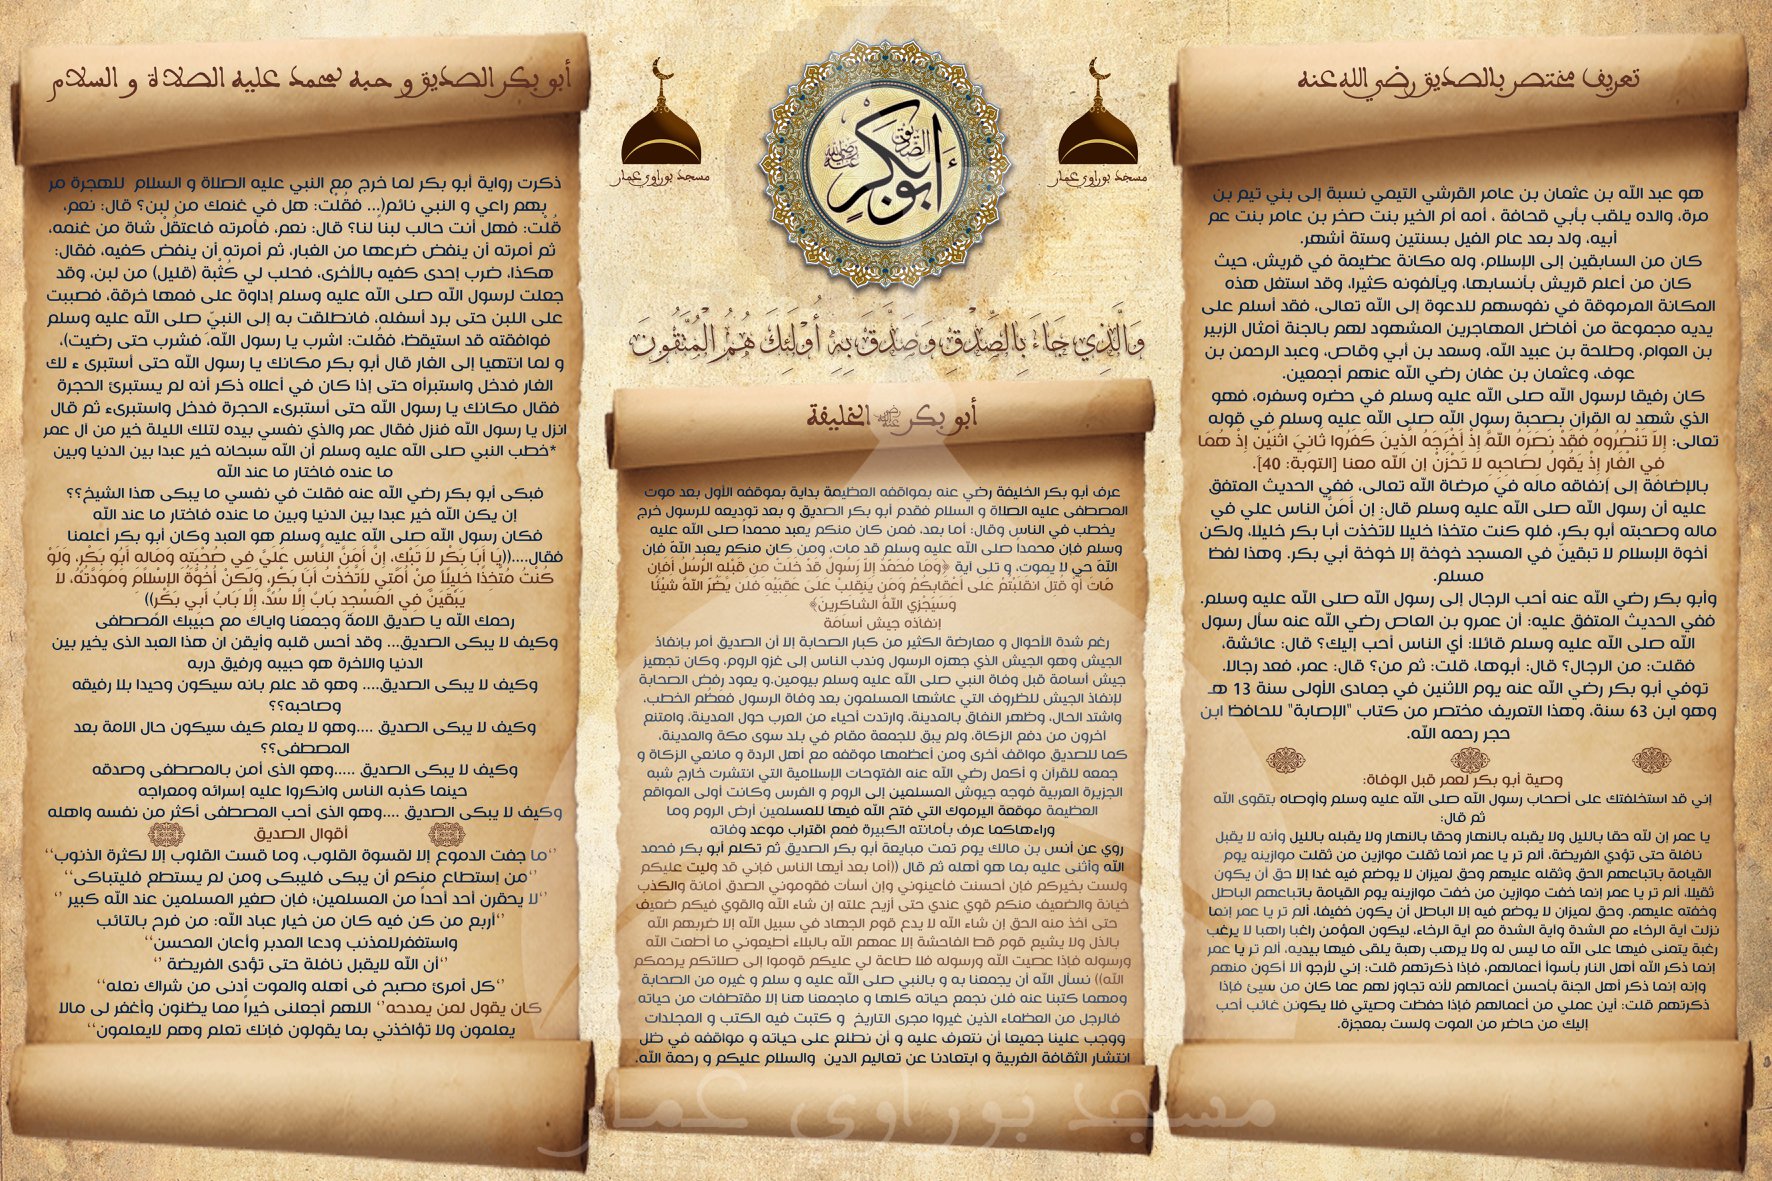 تعريف مختصر بالصديق رضي الله عنه
هو عبد الله بن عثمان بن عامر القرشي التيمي نسبة إلى بني تيم بن
مرة، والده يلقب بأبي قحافة ، أمه أم الخير بنت صخر بن عامر بنت عم
أبيه، ولد بعد عام الفيل بسنتين وستة أشهر.
كان من السابقين إلى الإسلام، وله مكانة عظيمة في قريش، حيث
كان من أعلم قريش بأنسابها، ويألفونه كثيرا، وقد استغل هذه
المكانة المرموقة في نفوسهم للدعوة إلى الله تعالى، فقد أسلم على
يديه مجموعة من أفاضل المهاجرين المشهود لهم بالجنة أمثال الزبير
بن العوام، وطلحة بن عبيد الله، وسعد بن أبي وقاص، وعبد الرحمن بن
عوف، وعثمان بن عفان رضي الله عنهم أجمعين.
كان رفيقا لرسول الله صلى الله عليه وسلم في حضره وسفره، فهو
الذي شهد له القرآن بصحبة رسول الله صلى الله عليه وسلم في قوله
تعالى: إِلاَّ تَنْصُرُوهُ فَقَدْ نَصَرَهُ اللَّهُ إِذْ أَخْرَجَهُ الَّذِينَ كَفَرُوا ثَانِيَ اثْنَيْنِ إِذْ هُمَا
فِي الْغَارِ إِذْ يَقُولُ لِصَاحِبِهِ لَا تَحْزَنْ إن الله معنا [التوبة: 40].
بالإضافة إلى إنفاقه ماله في مرضاة الله تعالى، ففي الحديث المتفق
عليه أن رسول الله صلى الله عليه وسلم قال: إن أمَنَّ الناس علي في
ماله وصحبته أبو بكر، فلو كنت متخذا خليلا لاتّخذت أبا بكر خليلا، ولكن
أخوة الإسلام لا تبقينّ في المسجد خوخة إلا خوخة أبي بكر، وهذا لفظ
مسلم.
وأبو بكر رضي الله عنه أحب الرجال إلى رسول الله صلى الله عليه وسلم.
ففي الحديث المتفق عليه: أن عمرو بن العاص رضي الله عنه سأل رسول
الله صلى الله عليه وسلم قائلا: أي الناس أحب إليك؟ قال: عائشة،
فقلت: من الرجال؟ قال: أبوها، قلت: ثم من؟ قال: عمر، فعد رجالا.
توفي أبو بكر رضي الله عنه يوم الاثنين في جمادى الأولى سنة 13 هـ
وهو ابن 63 سنة، وهذا التعريف مختصر من كتاب "الإصابة" للحافظ ابن
حجر رحمه الله.
وصية أبو بكر لعمر قبل الوفاة:
إني قد استخلفتك على أصحاب رسول الله صلى الله عليه وسلم وأوصاه بتقوى الله
ثم قال:
يا عمر إن لله حقا بالليل ولا يقبله بالنهار وحقا بالنهار ولا يقبله بالليل وأنه لا يقبل
نافلة حتى تؤدي الفريضة، ألم تر يا عمر أنما ثقلت موازين من ثقلت موازينه يوم
القيامة باتباعهم الحق وثقله عليهم وحق لميزان لا يوضع فيه غدا إلا حق أن يكون
ثقيلا، ألم تر يا عمر إنما خفت موازين من خفت موازينه يوم القيامة باتباعهم الباطل
وخفته عليهم. وحق لميزان لا يوضع فيه إلا الباطل أن يكون خفيفا، ألم تر يا عمر إنما
نزلت أية الرخاء مع الشدة واية الشدة مع أية الرخاء، ليكون المؤمن راغبا راهبا لا يرغب
رغبة يتمنى فيها على الله ما ليس له ولا يرهب رهبة يلقى فيها بيديه، ألم تر يا عمر
إنما ذكر الله أهل النار بأسوأ أعمالهم، فإذا ذكرتهم قلت: إني لأرجو ألا أكون منهم
وإنه إنما ذكر أهل الجنة بأحسن أعمالهم لأنه تجاوز لهم عما كان من سيئ فإذا
ذكرتهم قلت: أين عملي من أعمالهم فإذا حفظت وصيتي فلا يكونن غائب أحب
إليك من حاضر من الموت ولست بمعجزة.
أبو بكر
الصديق
رضي الله عنه
مسجد بوراوي عمار
مسجد بوراوي عمار
وَالَّذِي جَاءَ بِالصِّدْقِ وَصَدَّقَ بِهِ أُوْلَئِكَ هُمُ الْمُتَّقُونَ
أبو بكر رضي الله عنه الخليفة
عرف أبو بكر الخليفة رضي عنه بمواقفه العظيمة بداية بموقفه الأول بعد موت
المصطفى عليه الصلاة و السلام فقدم أبو بكر الصديق و بعد توديعه للرسول خرج
يخطب في الناس وقال: أما بعد، فمن كان منكم يعبد محمداً صلى الله عليه
وسلم فإن محمداً صلى الله عليه وسلم قد مات، ومن كان منكم يعبد اللهَ فإن
اللهَ حي لا يموت، و تلى آية ﴿وَمَا مُحَمَّدٌ إِلاَّ رَسُولٌ قَدْ خَلَتْ مِن قَبْلِهِ الرُّسُلُ أَفَإِن
مَّاتَ أَوْ قُتِلَ انقَلَبْتُمْ عَلَى أَعْقَابِكُمْ وَمَن يَنقَلِبْ عَلَىَ عَقِبَيْهِ فَلَن يَضُرَّ اللهَ شَيْئًا
وَسَيَجْزِي اللهُ الشاكرين﴾
إنفاذه جيش أسامة
رغم شدة الأحوال و معارضة الكثير من كبار الصحابة إلا أن الصديق أمر بإنفاذ
الجيش وهو الجيش الذي جهزه الرسول وندب الناس إلى غزو الروم، وكان تجهيز
جيش أسامة قبل وفاة النبي صلى الله عليه وسلم بيومين.و يعود رفض الصحابة
لإنفاذ الجيش للظروف التي عاشها المسلمون بعد وفاة الرسول فعَظُم الخطب،
واشتد الحال، وظهر النفاق بالمدينة، وارتدت أحياء من العرب حول المدينة، وامتنع
آخرون من دفع الزكاة، ولم يبق للجمعة مقام في بلد سوى مكة والمدينة،
كما للصديق مواقف أخرى ومن أعظمها موقفه مع أهل الردة و مانعي الزكاة و
جمعه للقرآن و أكمل رضي الله عنه الفتوحات الإسلامية التي انتشرت خارج شبه
الجزيرة العربية فوجه جيوش المسلمين إلى الروم و الفرس وكانت أولى المواقع
العظيمة موقعة اليرموك التي فتح الله فيها للمسلمين أرض الروم وما
وراءهاكما عرف بأمانته الكبيرة فمع اقتراب موعد وفاته
روي عن أنس بن مالك يوم تمت مبايعة أبو بكر الصديق ثم تكلم أبو بكر فحمد
الله وأثنى عليه بما هو أهله ثم قال ((أما بعد أيها الناس فإني قد وليت عليكم
ولست بخيركم فإن أحسنت فأعينوني وإن أسأت فقوموني الصدق أمانة والكذب
خيانة والضعيف منكم قوي عندي حتى أزيح علته إن شاء الله والقوي فيكم ضعيف
حتى آخذ منه الحق إن شاء الله لا يدع قوم الجهاد في سبيل الله إلا ضربهم الله
بالذل ولا يشيع قوم قط الفاحشة إلا عمهم الله بالبلاء أطيعوني ما أطعت الله
ورسوله فإذا عصيت الله ورسوله فلا طاعة لي عليكم قوموا إلى صلاتكم يرحمكم
الله)) نسأل الله أن يجمعنا به و بالنبي صلى الله عليه و سلم و غيره من الصحابة
ومهما كتبنا عنه فلن نجمع حياته كلها و ماجمعنا هنا إلا مقتطفات من حياته
فالرجل من العظماء الذين غيروا مجرى التاريخ و كتبت فيه الكتب و المجلدات
ووجب علينا جميعا أن نتعرف عليه و أن نطلع على حياته و مواقفه في ظل
انتشار الثقافة الغربية و ابتعادنا عن تعاليم الدين والسلام عليكم و رحمة الله.
أبو بكر الصديق و حبه لمحمد عليه الصلاة و السلام
ذكرت رواية أبو بكر لما خرج مع النبي عليه الصلاة و السلام للهجرة مر
بهم راعي و النبي نائم(... فقُلْت: هل في غنمك من لبن؟ قال: نعم،
قُلْت: فهل أنت حالب لبناً لنا؟ قال: نعم، فأمرته فاعتقُلْ شاة من غنمه،
ثم أمرته أن ينفض ضرعها من الغبار، ثم أمرته أن ينفض كفيه، فقال:
هكذا، ضرب إحدى كفيه بالأخرى، فحلب لي كُثْبة (قليل) من لبن، وقد
جعلت لرسول الله صلى الله عليه وسلم إداوة على فمها خرقة، فصببت
على اللبن حتى برد أسفله، فانطلقت به إلى النبيّ صلى الله عليه وسلم
فوافقته قد استيقظ، فقُلت: اشرب يا رسول الله، فشرب حتى رضيت)،
و لما انتهيا إلى الغار قال أبو بكر مكانك يا رسول الله حتى أستبرى ء لك
الغار فدخل واستبرأه حتى إذا كان في أعلاه ذكر أنه لم يستبرئ الحجرة
فقال مكانك يا رسول الله حتى أستبرىء الحجرة فدخل واستبرىء ثم قال
انزل يا رسول الله فنزل فقال عمر والذي نفسي بيده لتلك الليلة خير من آل عمر
*خطب النبي صلى الله عليه وسلم أن الله سبحانه خير عبدا بين الدنيا وبين
ما عنده فاختار ما عند الله
فبكى أبو بكر رضي الله عنه فقلت في نفسي ما يبكى هذا الشيخ؟؟
إن يكن الله خير عبدا بين الدنيا وبين ما عنده فاختار ما عند الله
فكان رسول الله صلى الله عليه وسلم هو العبد وكان أبو بكر أعلمنا
فقال....((يَا أَبَا بَكْرٍ لاَ تَبْكِ، إِنَّ أَمَنَّ النَّاسِ عَلَيَّ فِي صُحْبَتِهِ وَمَالِهِ أَبُو بَكْرٍ، وَلَوْ
كُنْتُ مُتَّخِذًا خَلِيلاً مِنْ أُمَّتِي لاَتَّخَذْتُ أَبَا بَكْرٍ، وَلَكِنْ أُخُوَّةُ الإِسْلاَمِ وَمَوَدَّتُهُ، لاَ
يَبْقَيَنَّ فِي المَسْجِدِ بَابٌ إِلَّا سُدَّ، إِلَّا بَابُ أَبِي بَكْرٍ))
رحمك الله يا صديق الامة وجمعنا واياك مع حبيبك المُصطفى
وكيف لا يبكى الصديق... وقد أحس قلبه وأيقن ان هذا العبد الذى يخير بين
الدنيا والاخرة هو حبيبه ورفيق دربه
وكيف لا يبكى الصديق.... وهو قد علم بانه سيكون وحيدا بلا رفيقه
وصاحبه؟؟
وكيف لا يبكى الصديق ....وهو لا يعلم كيف سيكون حال الامة بعد
المصطفى؟؟
وكيف لا يبكى الصديق .....وهو الذى أمن بالمصطفى وصدقه
حينما كذبه الناس وانكروا عليه إسرائه ومعراجه
وكيف لا يبكى الصديق ....وهو الذى أحب المصطفى أكثر من نفسه واهله
أقوال الصديق
‘‘ما جفت الدموع إلا لقسوة القلوب، وما قست القلوب إلا لكثرة الذنوب‘‘
‘‘من إستطاع منكم أن يبكى فليبكى ومن لم يستطع فليتباكى‘‘
‘‘لا يحقرن أحد أحداً من المسلمين؛ فإن صغير المسلمين عند الله كبير ‘‘
‘‘أربع من كن فيه كان من خيار عباد الله: من فرح بالتائب
واستغفرللمذنب ودعا المدبر وأعان المحسن‘‘
‘‘أن الله لايقبل نافلة حتى تؤدى الفريضة ‘‘
‘‘كل أمرئ مصبح فى أهله والموت أدنى من شراك نعله‘‘
كان يقول لمن يمدحه‘‘ اللهم أجعلنى خيراً مما يظنون وأغفر لى مالا
يعلمون ولا تؤاخذني بما يقولون فإنك تعلم وهم لايعلمون‘‘
مسجد بوراوي عمار